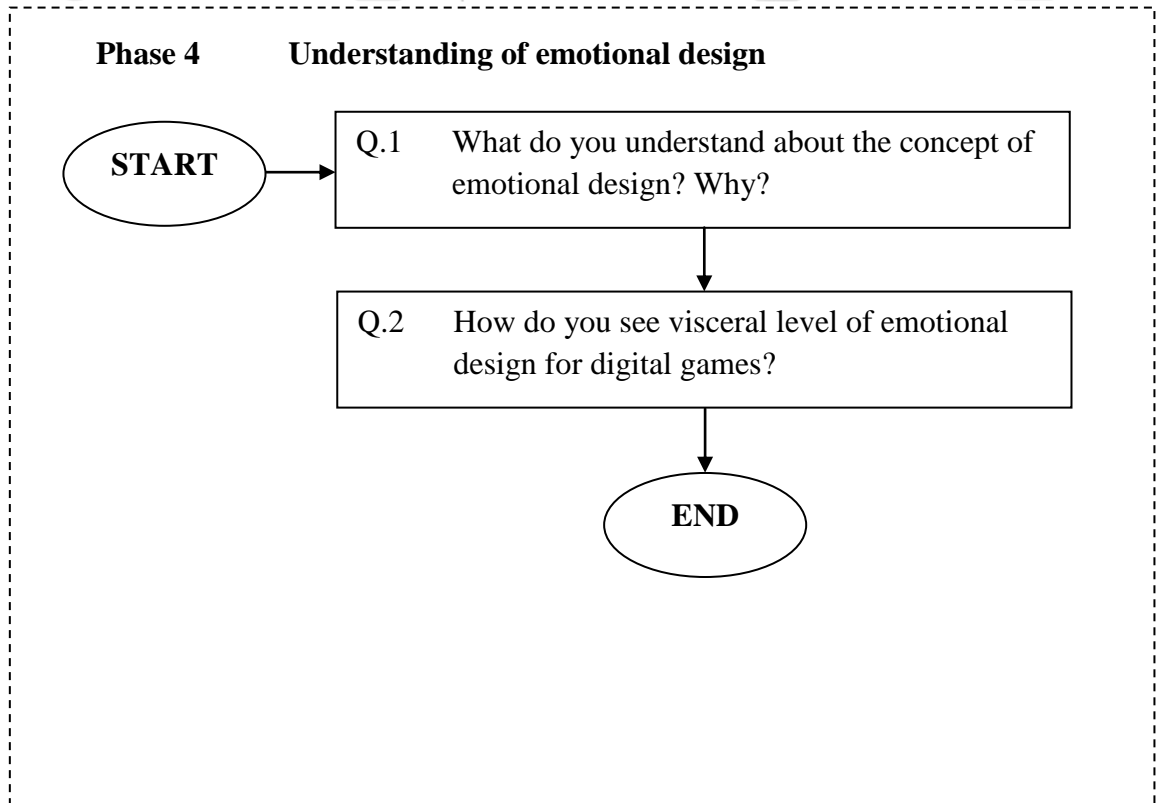 Phase 4 Understanding of emotional design
START
Q.1 What do you understand about the concept of
emotional design? Why?
Q.2 How do you see visceral level of emotional
design for digital games?
END